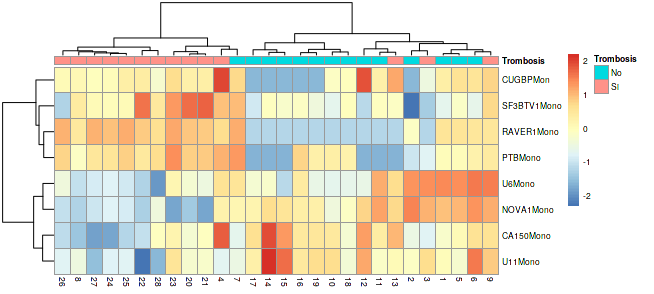 Trombosis
CUGBPMon
SF3BTV1Mono
RAVER1Mono
PTBMono
U6Mono
NOVA1Mono
CA150Mono
U11Mono
26 8 27 24 25 22 28 23 20 21 4 7 17 14 15 16 19 10 18 12 11 13 2 3 1 5 6 9
2
1
0
-1
-2
Trombosis
No
SI